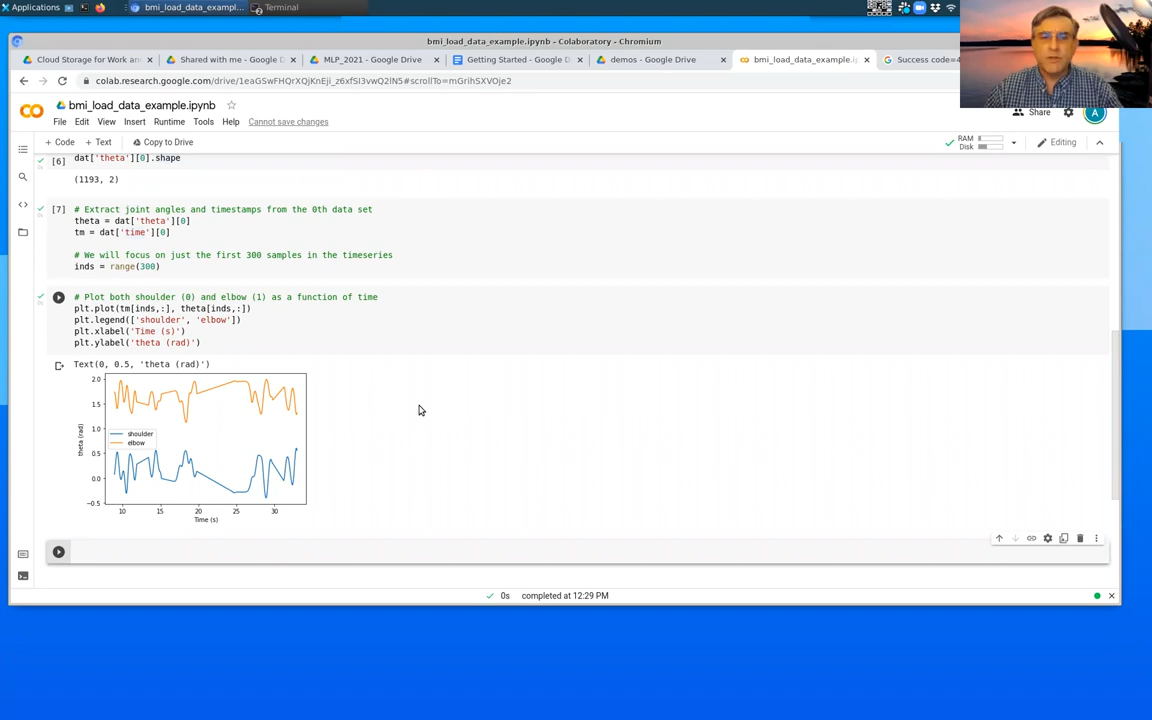 Applications
bmi_load_data_example.ipynb...
Terminal
bmi_load_data_example.ipynb - Colaboratory - Chromium
Cloud Storage for Work an
Shared with me - Google D
MLP_2021 - Google Drive
Getting Started - Google D
demos - Google Drive
bmi_load_data_example.ip
Success code=4
colab.research.google.com/drive/1eaGSwFHQrXQjKnEji_z6xfSI3vwQ2lN5#scrollTo=mGrihSXVOje2
bmi_load_data_example.ipynb
File Edit View Insert Runtime Tools Help Cannot save changes
Share
A
+ Code + Text Copy to Drive
RAM
Disk
Editing
[6] dat['theta'][0].shape
(1193, 2)
[7] # Extract joint angles and timestamps from the 0th data set
theta = dat['theta'][0]
tm = dat['time'][0]
# We will focus on just the first 300 samples in the timeseries
inds = range(300)
# Plot both shoulder (0) and elbow (1) as a function of time
plt.plot(tm[inds,:], theta[inds,:])
plt.legend(['shoulder', 'elbow'])
plt.xlabel('Time (s)')
plt.ylabel('theta (rad)')
Text(0, 0.5, 'theta (rad)')
2.0
1.5
1.0
0.5
0.0
−0.5
theta (rad)
shoulder
elbow
10 15 20 25 30
Time (s)
0s completed at 12:29 PM